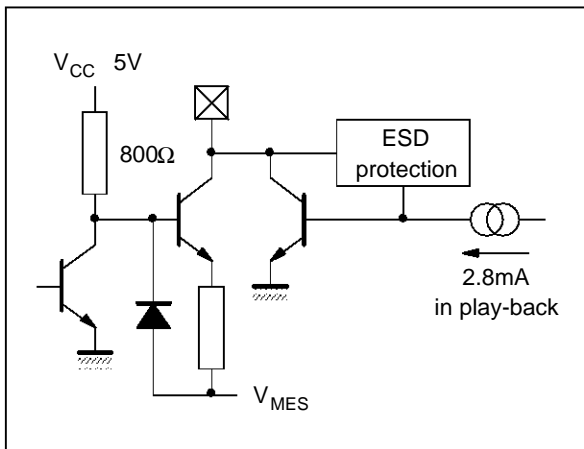 V_CC 5V
800Ω
ESD
protection
2.8mA
in play-back
V_MES